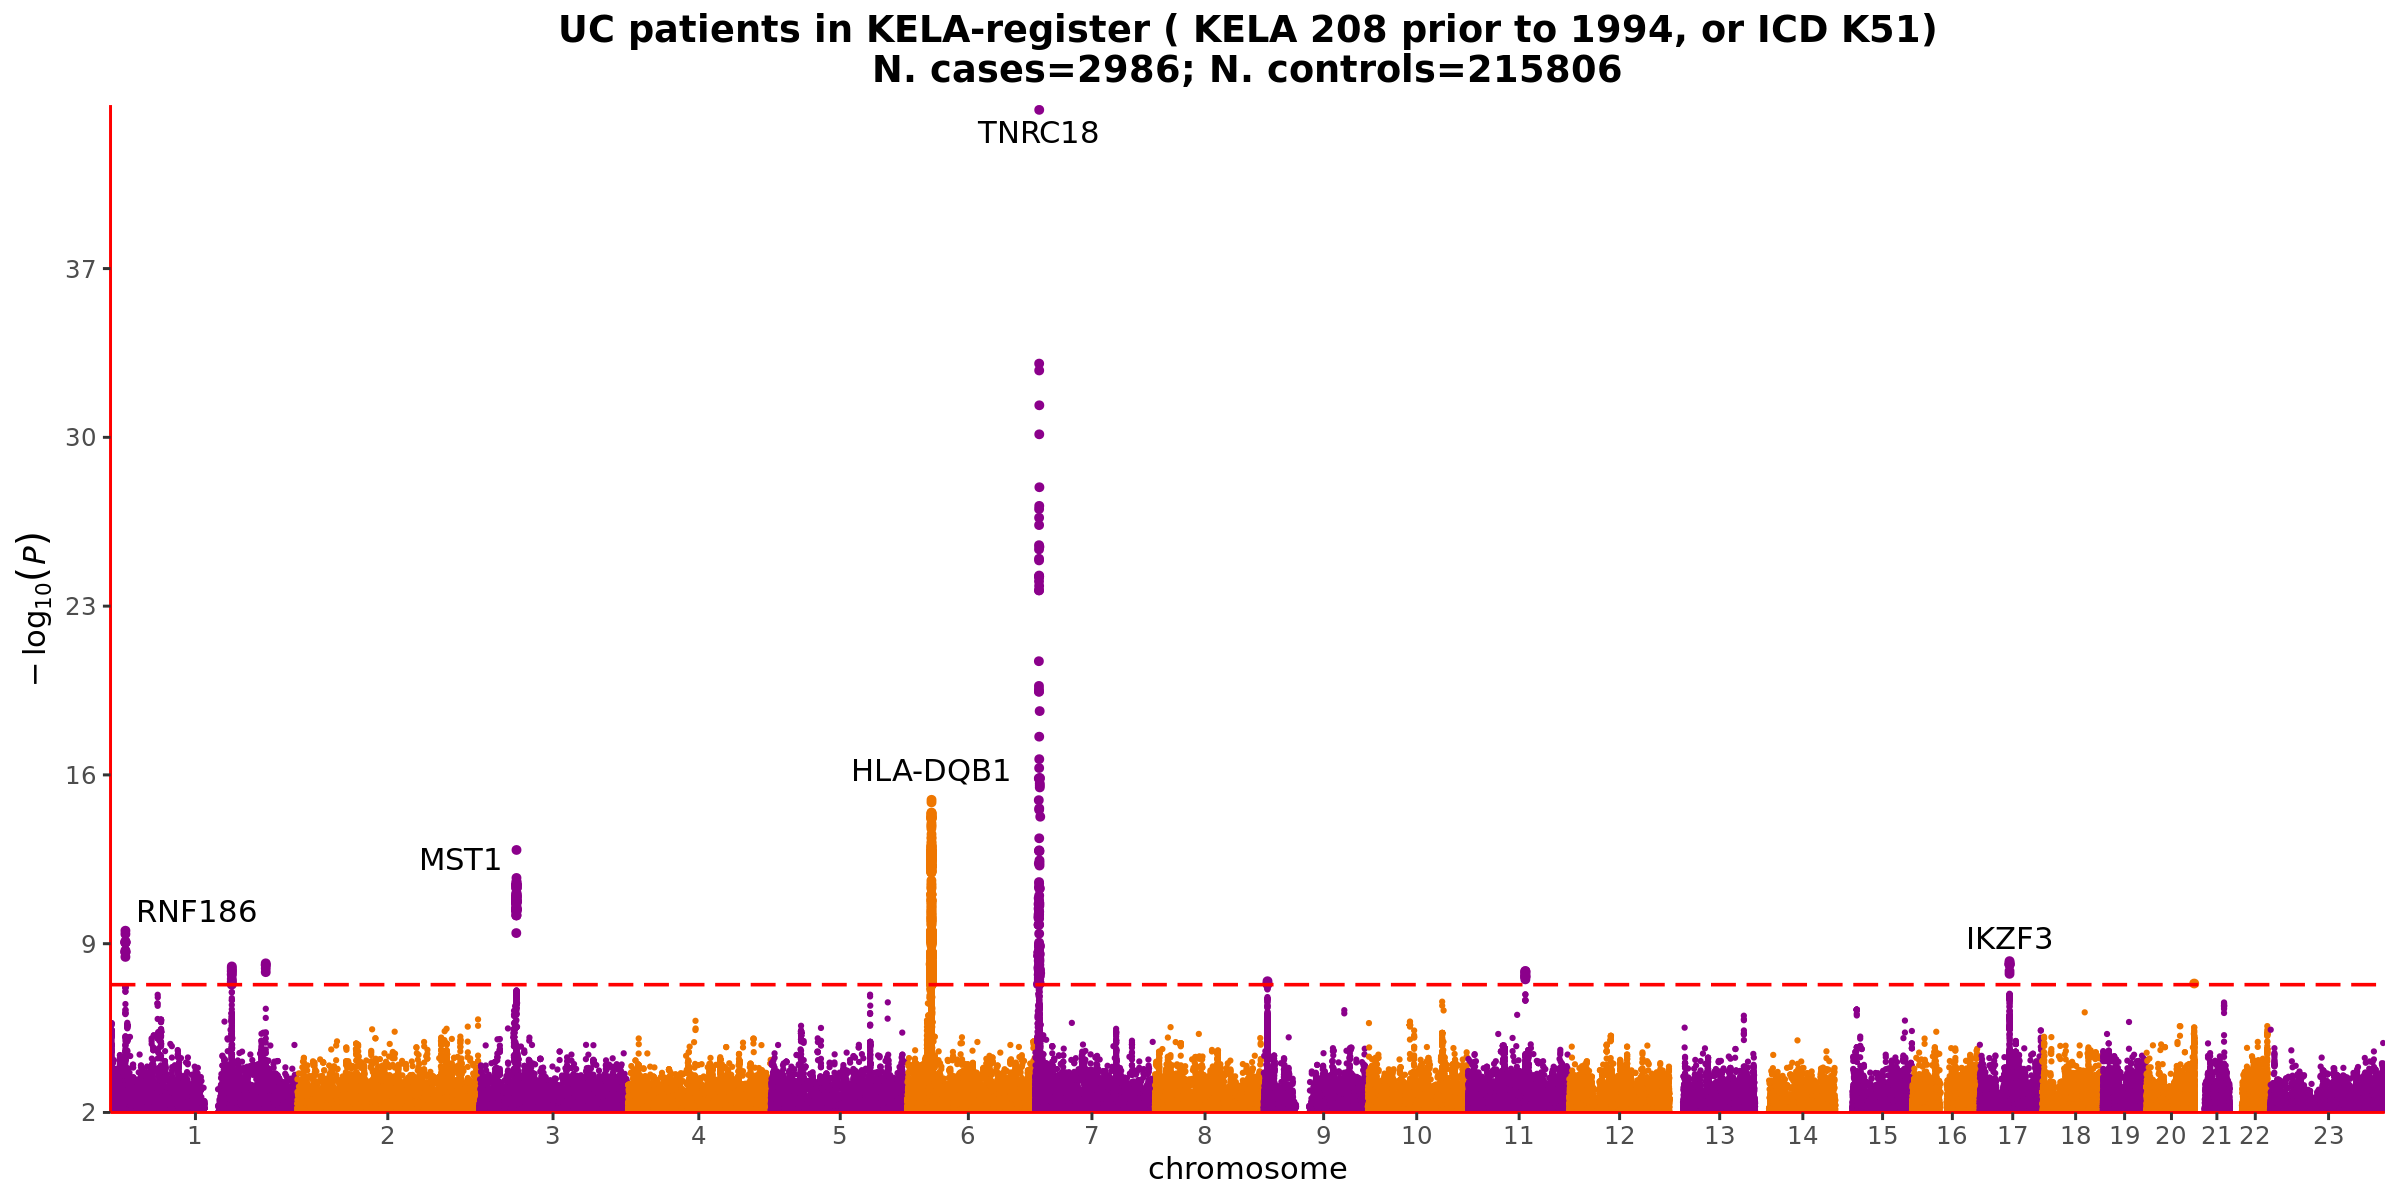 UC patients in KELA-register ( KELA 208 prior to 1994, or ICD K51)
N. cases=2986; N. controls=215806
TNRC18
37
30
−log10(P)
23
16
HLA-DQB1
MST1
RNF186
IKZF3
9
2
1 2 3 4 5 6 7 8 9 10 11 12 13 14 15 16 17 18 19 20 21 22 23
chromosome